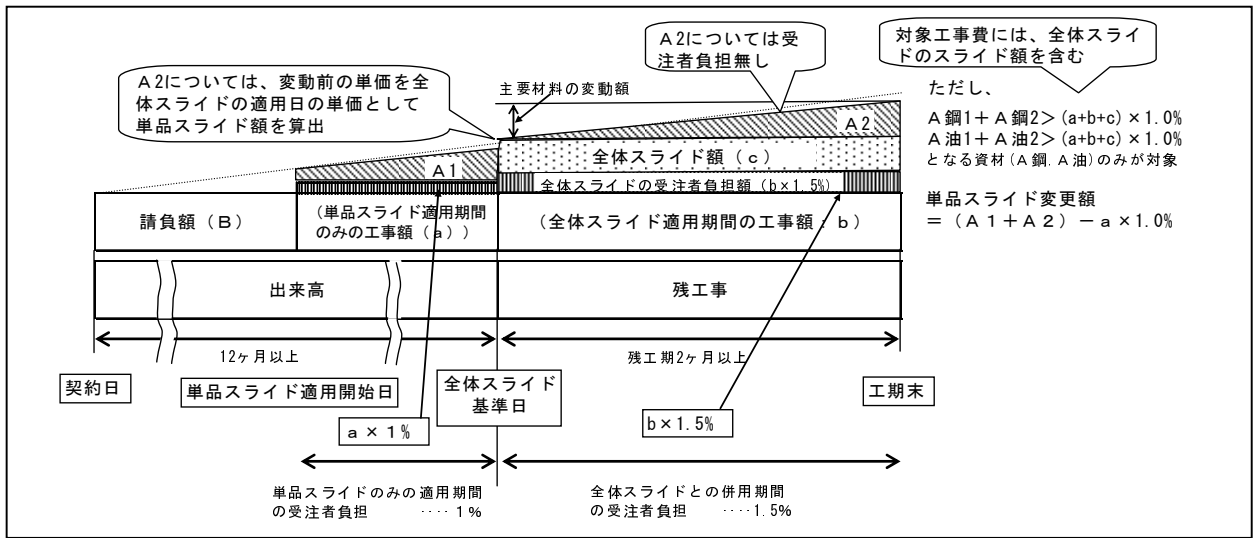 A2については、変動前の単価を全
体スライドの適用日の単価として
単品スライド額を算出
A2については受
注者負担無し
対象工事費には、全体スライ
ドのスライド額を含む
主要材料の変動額
ただし、
A鋼1+A鋼2>(a+b+c)×1.0%
A油1+A油2>(a+b+c)×1.0%
となる資材(A鋼,A油)のみが対象
単品スライド変更額
=(A1+A2)-a×1.0%
A2
全体スライド額(c)
A1
全体スライドの受注者負担額(b×1.5%)
請負額(B)
(単品スライド適用期間
のみの工事額(a))
(全体スライド適用期間の工事額:b)
出来高
残工事
12ヶ月以上
残工期2ヶ月以上
契約日
単品スライド適用開始日
全体スライド
基準日
工期末
a×1%
b×1.5%
単品スライドのみの適用期間
の受注者負担 ‥‥1%
全体スライドとの併用期間
の受注者負担 ‥‥1.5%